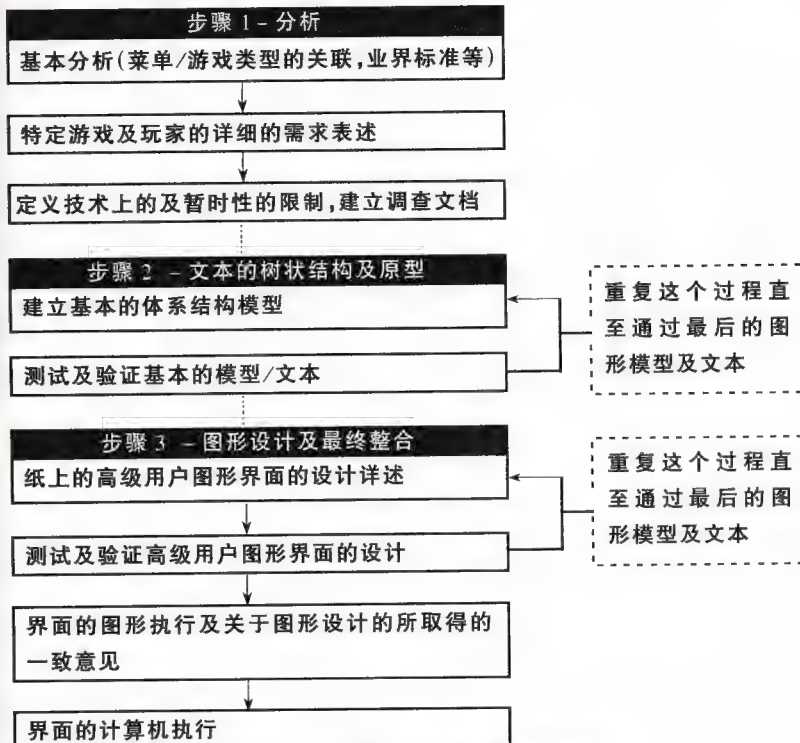 步骤 1 – 分析
基本分析(菜单/游戏类型的关联,业界标准等)
特定游戏及玩家的详细的需求表述
定义技术上的及暂时性的限制,建立调查文档
步骤 2 – 文本的树状结构及原型
建立基本的体系结构模型
测试及验证基本的模型/文本
重复这个过程直
至通过最后的图
形模型及文本
步骤 3 – 图形设计及最终整合
纸上的高级用户图形界面的设计详述
测试及验证高级用户图形界面的设计
重复这个过程直
至通过最后的图
形模型及文本
界面的图形执行及关于图形设计的所取得的
一致意见
界面的计算机执行